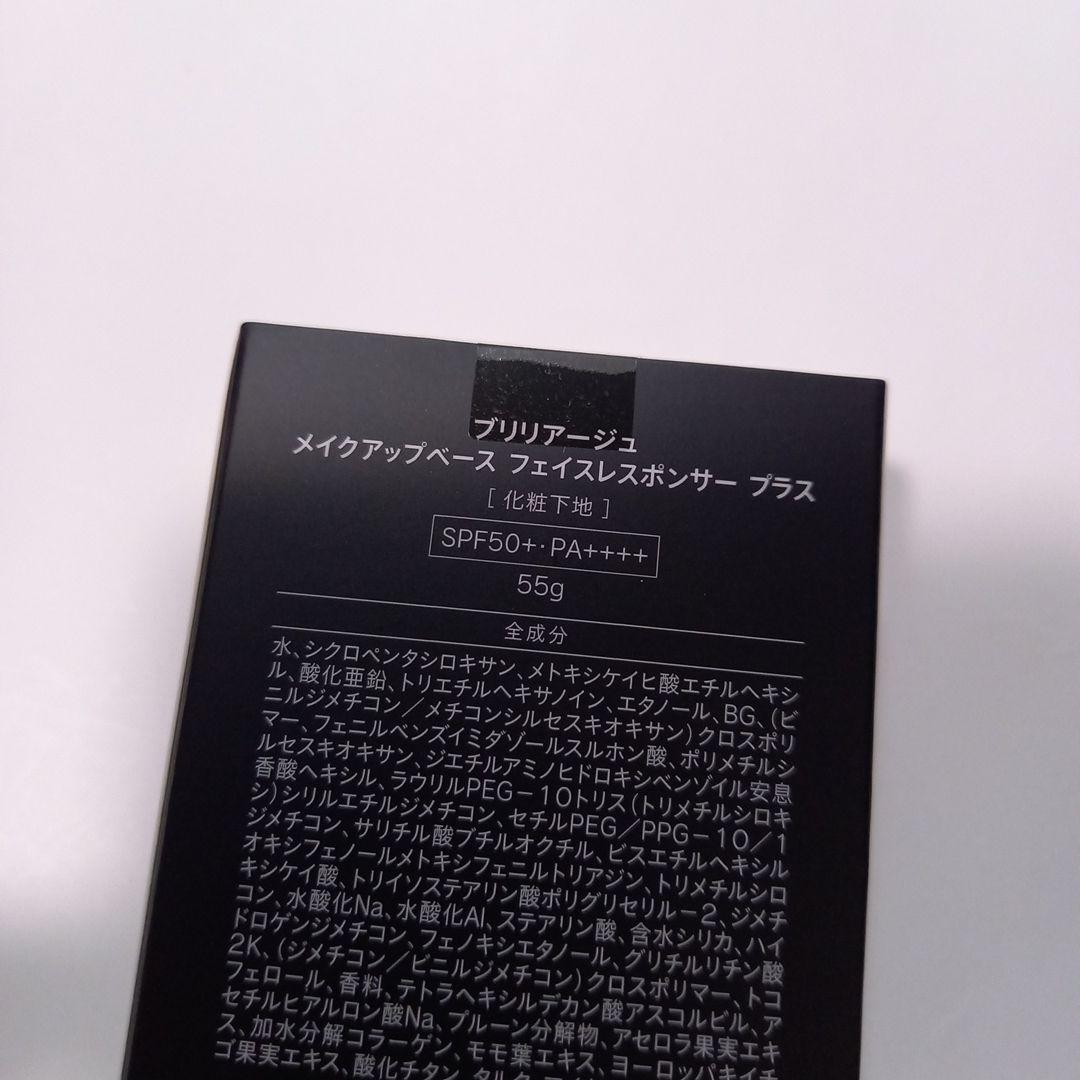 ブリリアージュ
メイクアップベース フェイスレスポンサー プラス
[ 化粧下地 ]
SPF50+・PA++++
55g
全成分
水、シクロペンタシロキサン、メトキシケイヒ酸エチルヘキシ
ル、酸化亜鉛、トリエチルヘキサノイン、エタノール、BG、(ビ
ニルジメチコン／メチコンシルセスキオキサン)クロスポリ
マー、フェニルベンズイミダゾールスルホン酸、ポリメチルシ
ルセスキオキサン、ジエチルアミノヒドロキシベンゾイル安息
香酸ヘキシル、ラウリルPEG－10トリス(トリメチルシロキ
シ)シリルエチルジメチコン、セチルPEG／PPG－10／1
ジメチコン、サリチル酸ブチルオクチル、ビスエチルヘキシル
オキシフェノールメトキシフェニルトリアジン、トリメチルシロ
キシケイ酸、トリイソステアリン酸ポリグリセリル－2、ジメチ
コン、水酸化Na、水酸化Al、ステアリン酸、含水シリカ、ハイ
ドロゲンジメチコン、フェノキシエタノール、グリチルリチン酸
2K、(ジメチコン／ビニルジメチコン)クロスポリマー、トコ
フェロール、香料、テトラヘキシルデカン酸アスコルビル、ア
セチルヒアルロン酸Na、プルーン分解物、アセロラ果実エキ
ス、加水分解コラーゲン、モモ葉エキス、ヨーロッパキイチ
ゴ果実エキス、酸化チタン、タルク、